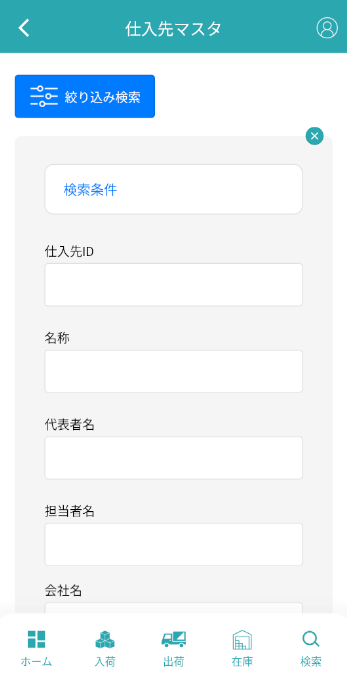 仕入先マスタ
絞り込み検索
検索条件
仕入先ID
名称
代表者名
担当者名
会社名
ホーム
入荷
出荷
在庫
検索